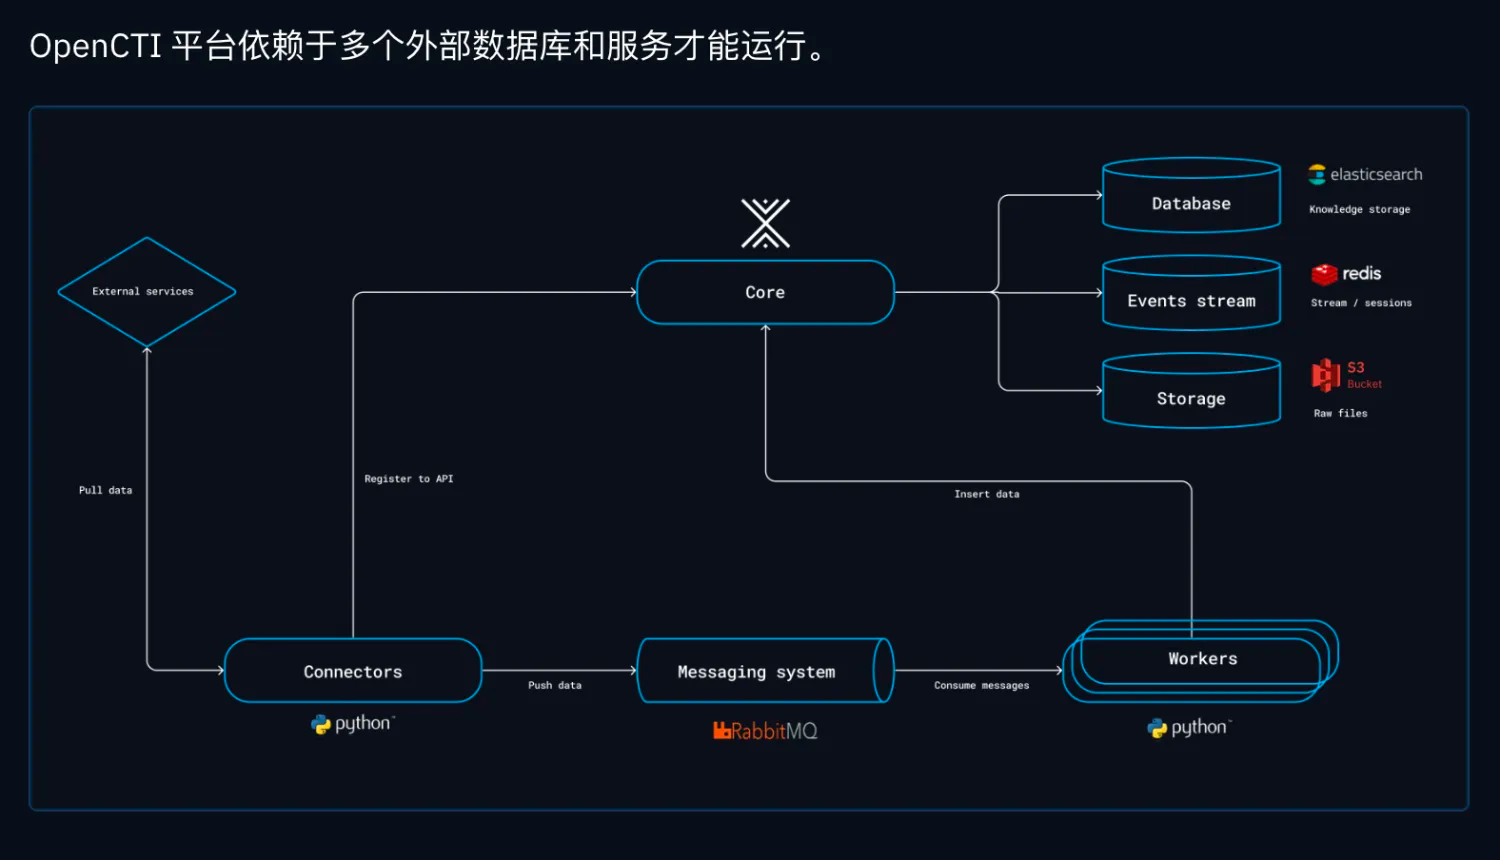 OpenCTI 平台依赖于多个外部数据库和服务才能运行。
elasticsearch
Database
Knowledge storage
External services
Core
redis
Events stream
Stream / sessions
S3
Bucket
Storage
Raw files
Pull data
Register to API
Insert data
Connectors
Push data
Messaging system
Consume messages
Workers
python™
RabbitMQ
python™